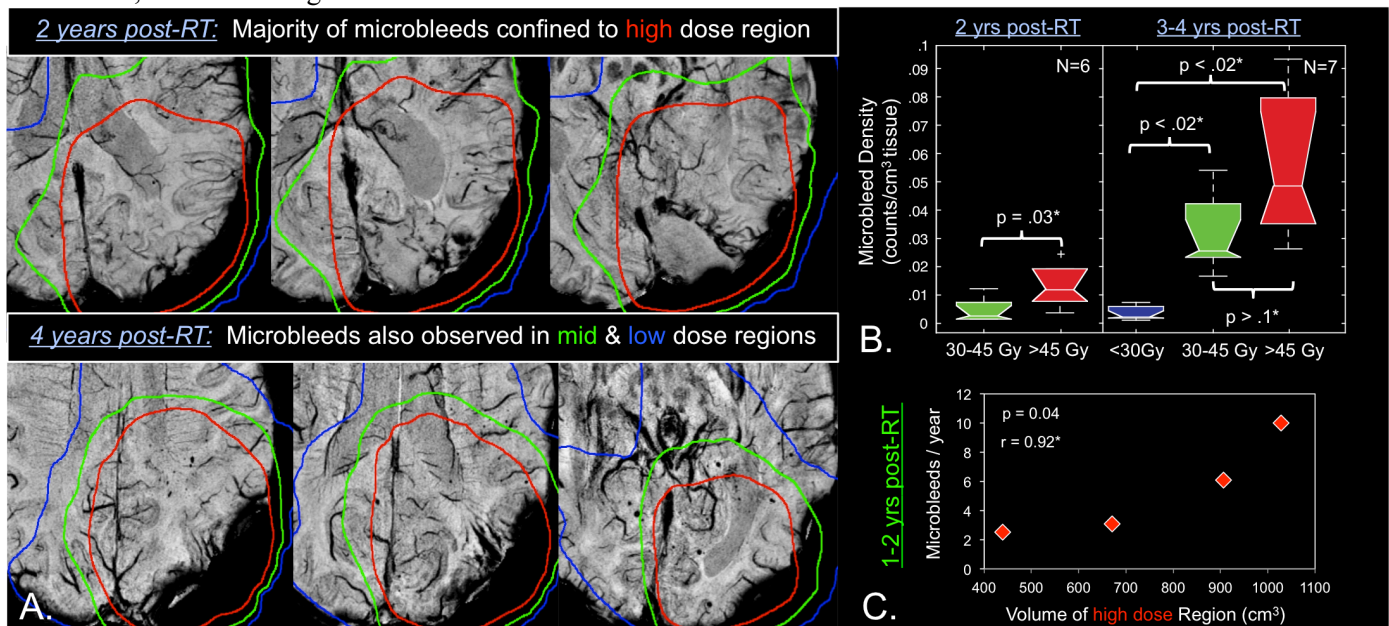 2 years post-RT: Majority of microbleeds confined to high dose region
4 years post-RT: Microbleeds also observed in mid & low dose regions
A.
2 yrs post-RT
3-4 yrs post-RT
Microbleed Density
(counts/cm³ tissue)
.1
.09
.08
.07
.06
.05
.04
.03
.02
.01
0
N=6
N=7
p < .02*
p < .02*
p = .03*
p > .1*
30-45 Gy >45 Gy
<30Gy 30-45 Gy >45 Gy
B.
1-2 yrs post-RT
Microbleeds / year
12
10
8
6
4
2
0
p = 0.04
r = 0.92*
400 500 600 700 800 900 1000 1100
Volume of high dose Region (cm³)
C.